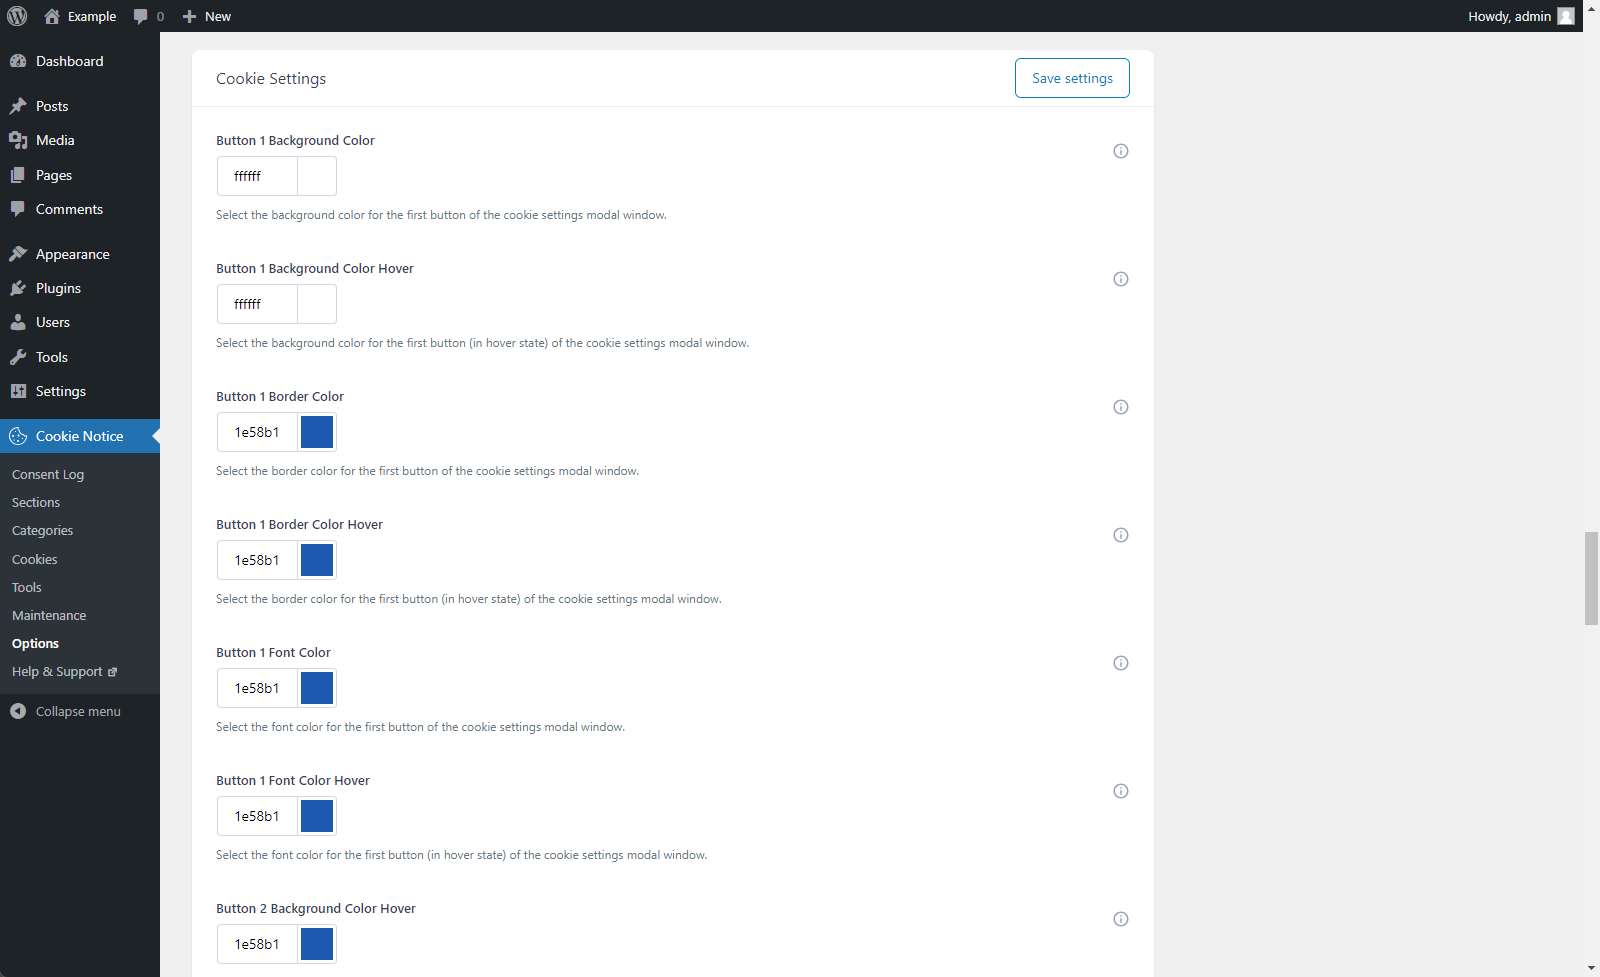 Example
0
New
Howdy, admin
Dashboard
Posts
Media
Pages
Comments
Appearance
Plugins
Users
Tools
Settings
Cookie Notice
Consent Log
Sections
Categories
Cookies
Tools
Maintenance
Options
Help & Support
Collapse menu
Cookie Settings
Save settings
Button 1 Background Color
ffffff
Select the background color for the first button of the cookie settings modal window.
Button 1 Background Color Hover
ffffff
Select the background color for the first button (in hover state) of the cookie settings modal window.
Button 1 Border Color
1e58b1
Select the border color for the first button of the cookie settings modal window.
Button 1 Border Color Hover
1e58b1
Select the border color for the first button (in hover state) of the cookie settings modal window.
Button 1 Font Color
1e58b1
Select the font color for the first button of the cookie settings modal window.
Button 1 Font Color Hover
1e58b1
Select the font color for the first button (in hover state) of the cookie settings modal window.
Button 2 Background Color Hover
1e58b1